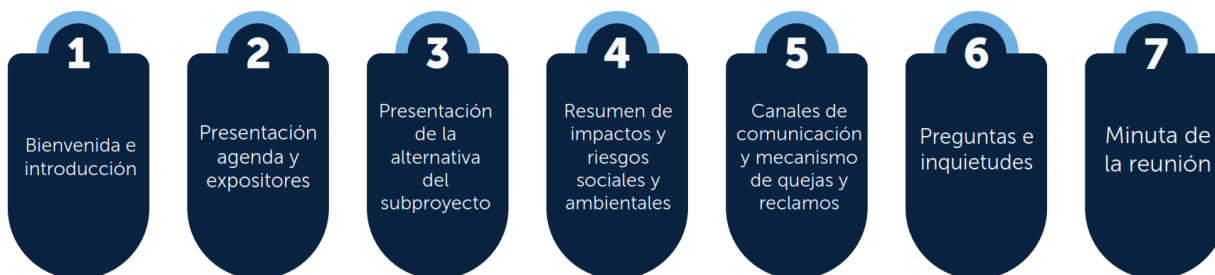 1
Bienvenida e
introducción
2
Presentación
agenda y
expositores
3
Presentación
de la
alternativa
del
subproyecto
4
Resumen de
impactos y
riesgos
sociales y
ambientales
5
Canales de
comunicación
y mecanismo
de quejas y
reclamos
6
Preguntas e
inquietudes
7
Minuta de
la reunión